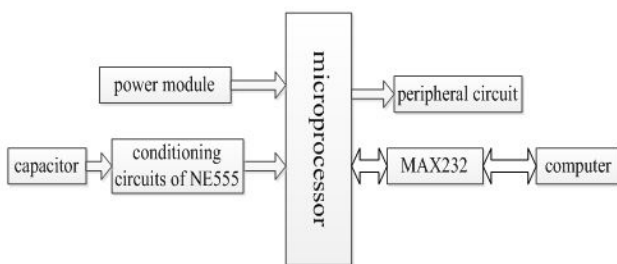 power module
microprocessor
peripheral circuit
capacitor
conditioning
circuits of NE555
MAX232
computer